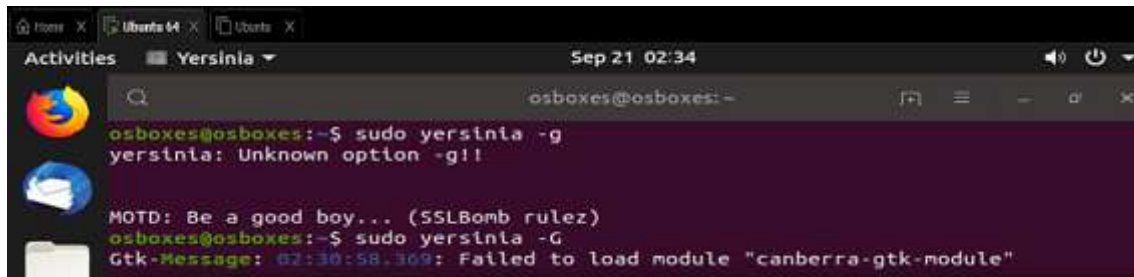 Home X Ubuntu 64 X Ubuntu X
Activities Yersinia Sep 21 02:34
osboxes@osboxes: ~
osboxes@osboxes:~$ sudo yersinia -g
yersinia: Unknown option -g!!
MOTD: Be a good boy... (SSLBomb rulez)
osboxes@osboxes:~$ sudo yersinia -G
Gtk-Message: 02:30:58.369: Failed to load module "canberra-gtk-module"